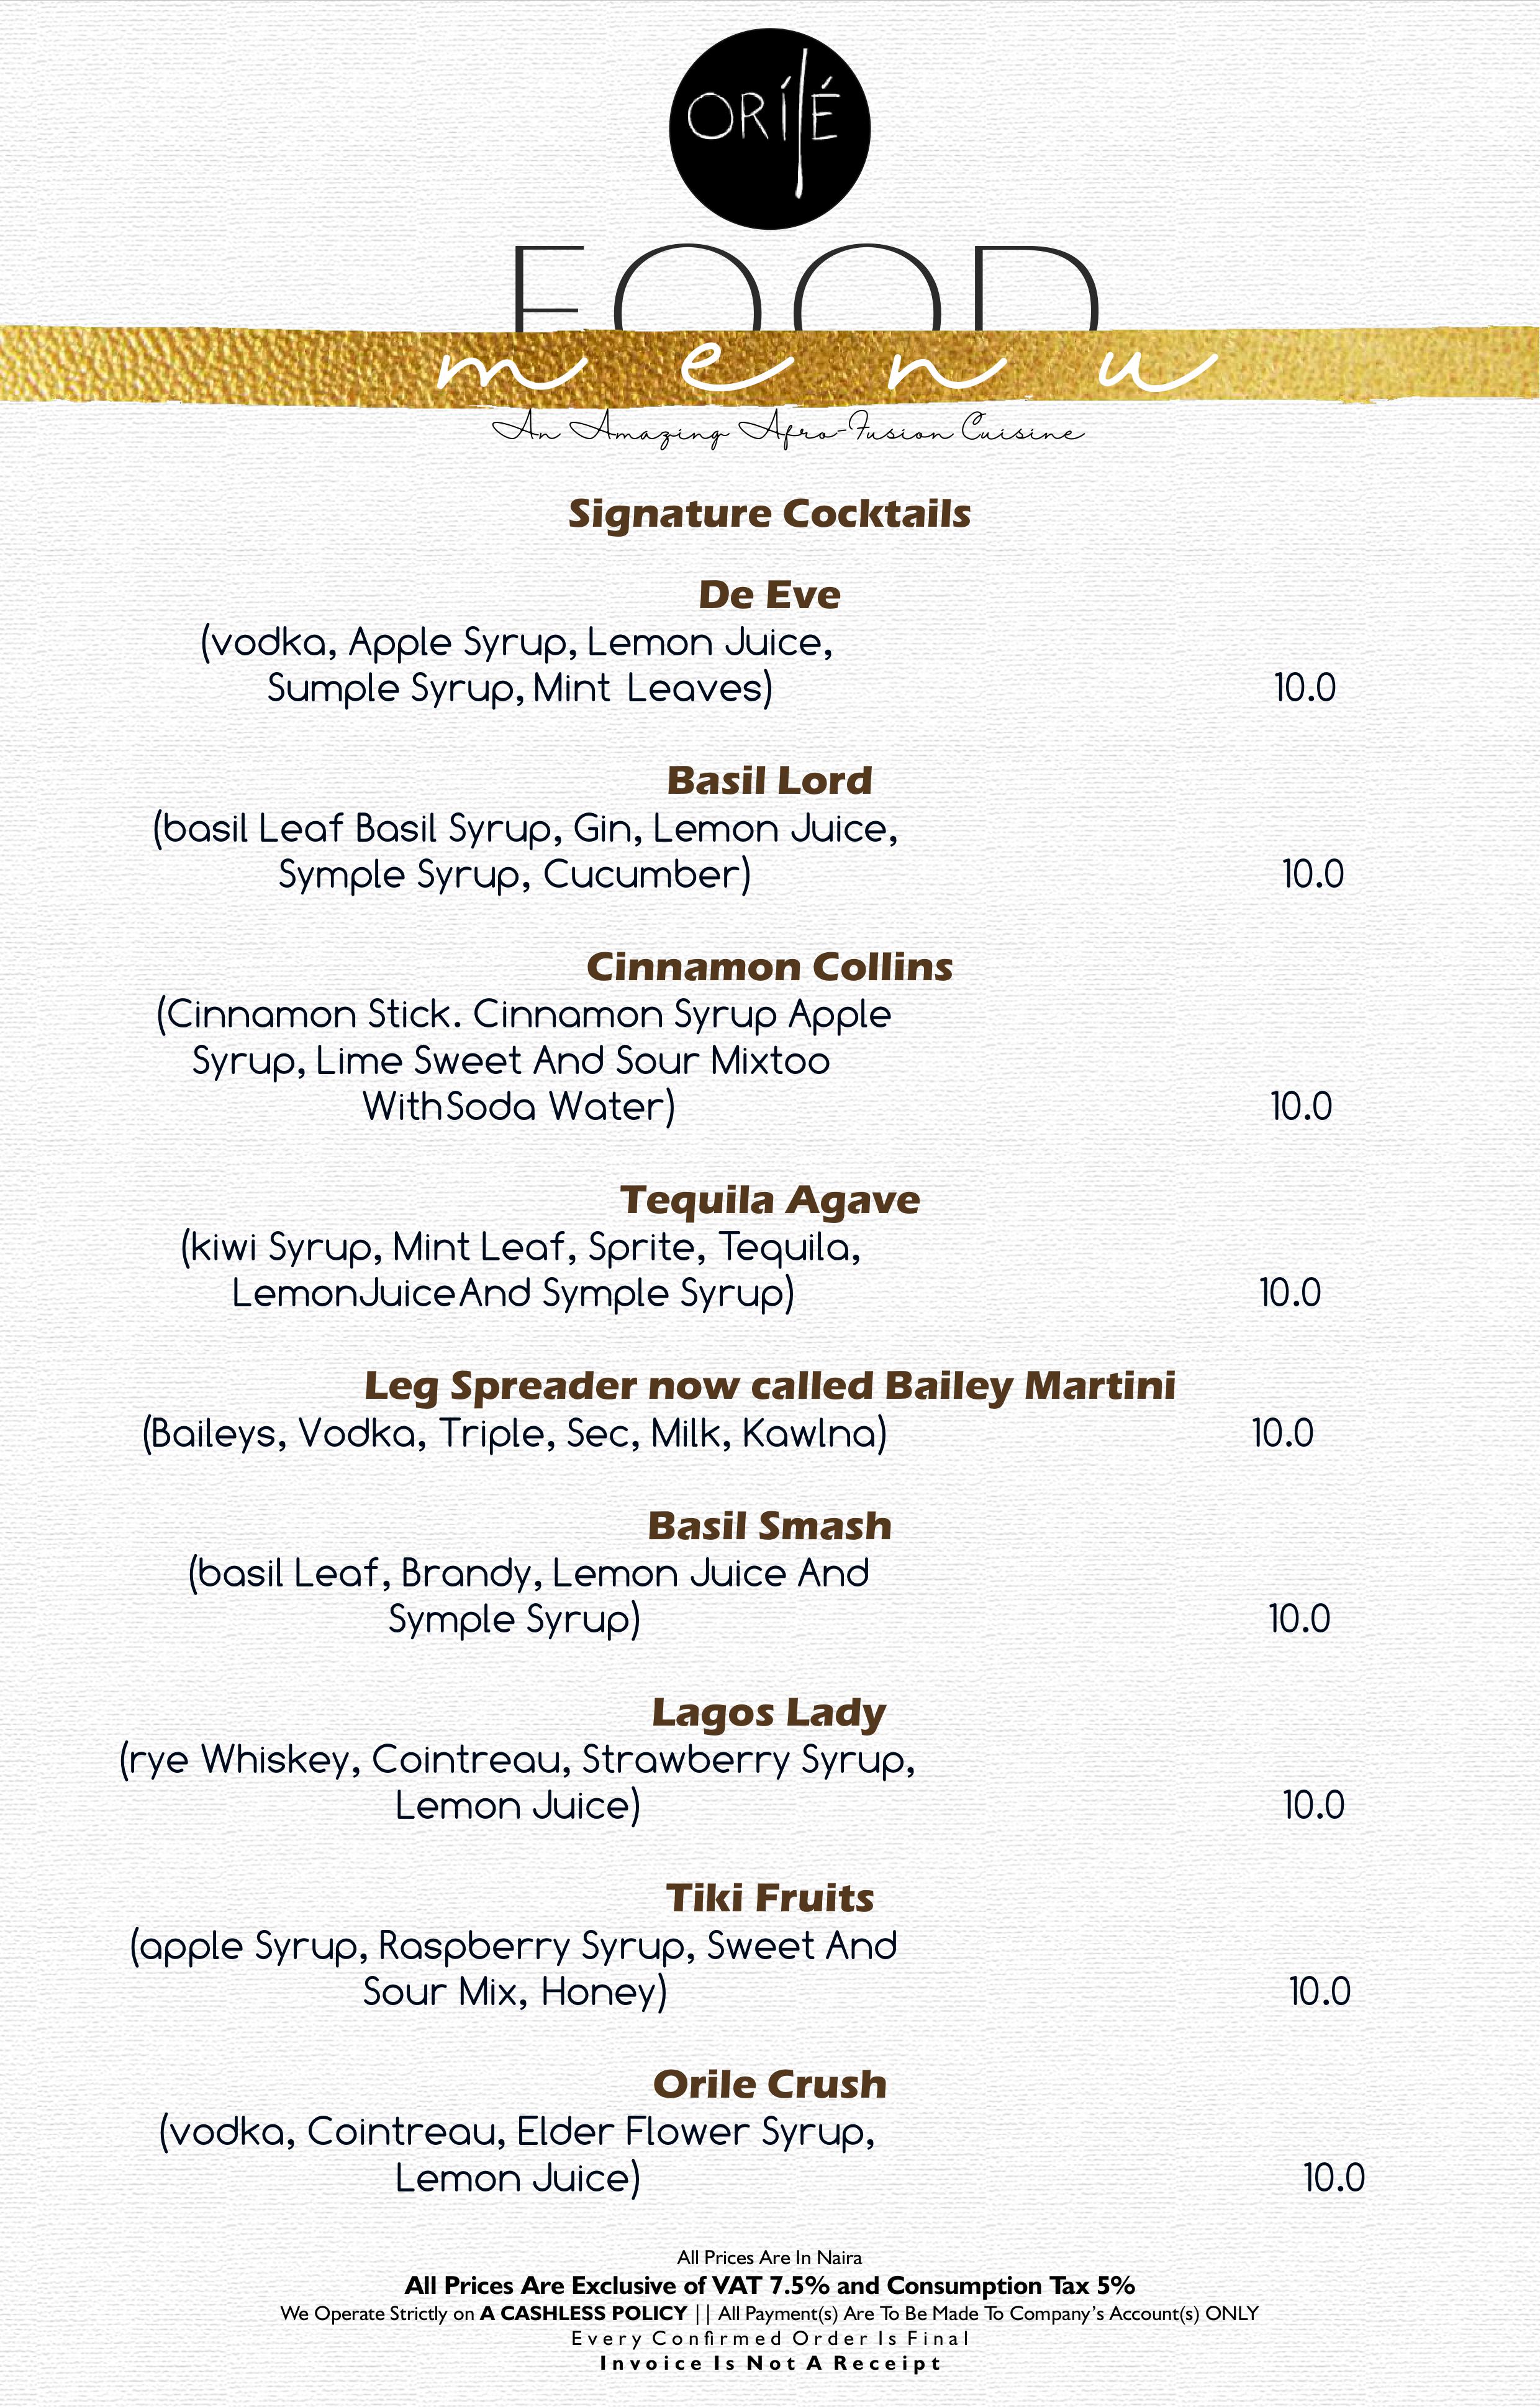 ORÍLÉ
FOOD
menu
An Amazing Afro-Fusion Cuisine
Signature Cocktails
De Eve
(vodka, Apple Syrup, Lemon Juice,
Sumple Syrup, Mint Leaves) 10.0
Basil Lord
(basil Leaf Basil Syrup, Gin, Lemon Juice,
Symple Syrup, Cucumber) 10.0
Cinnamon Collins
(Cinnamon Stick. Cinnamon Syrup Apple
Syrup, Lime Sweet And Sour Mixtoo
WithSoda Water) 10.0
Tequila Agave
(kiwi Syrup, Mint Leaf, Sprite, Tequila,
LemonJuiceAnd Symple Syrup) 10.0
Leg Spreader now called Bailey Martini
(Baileys, Vodka, Triple, Sec, Milk, Kawlna) 10.0
Basil Smash
(basil Leaf, Brandy, Lemon Juice And
Symple Syrup) 10.0
Lagos Lady
(rye Whiskey, Cointreau, Strawberry Syrup,
Lemon Juice) 10.0
Tiki Fruits
(apple Syrup, Raspberry Syrup, Sweet And
Sour Mix, Honey) 10.0
Orile Crush
(vodka, Cointreau, Elder Flower Syrup,
Lemon Juice) 10.0
All Prices Are In Naira
All Prices Are Exclusive of VAT 7.5% and Consumption Tax 5%
We Operate Strictly on A CASHLESS POLICY || All Payment(s) Are To Be Made To Company's Account(s) ONLY
Every Confirmed Order Is Final
Invoice Is Not A Receipt